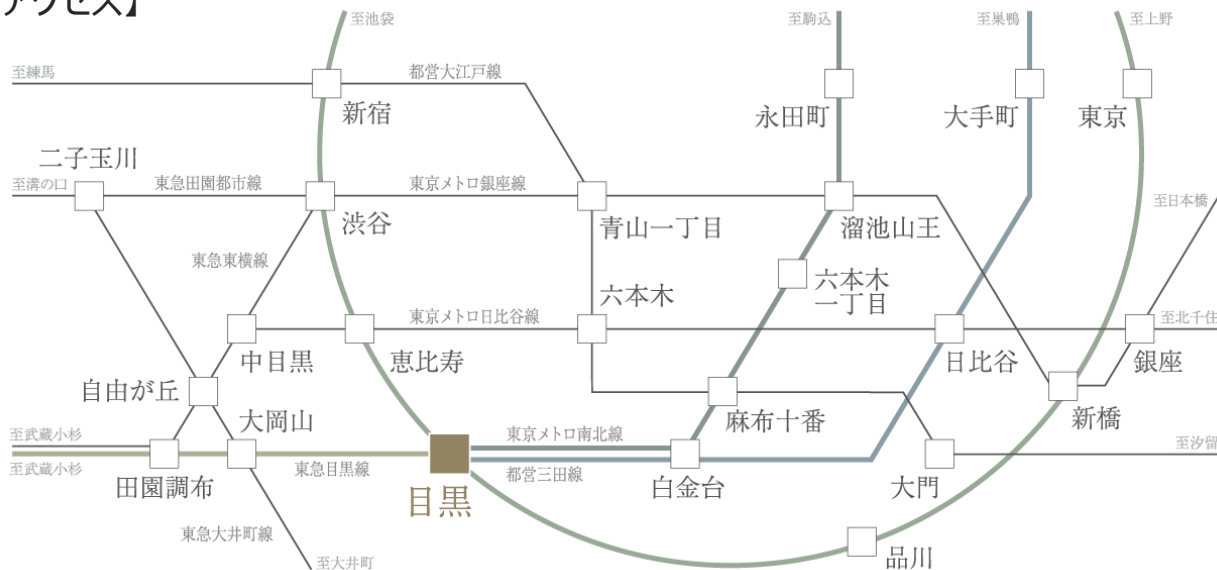 アクセス】
至池袋
至駒込
至巣鴨
至上野
至練馬
都営大江戸線
新宿
永田町
大手町
東京
二子玉川
至溝の口
東急田園都市線
東京メトロ銀座線
至日本橋
渋谷
青山一丁目
溜池山王
東急東横線
六本木
一丁目
六本木
東京メトロ日比谷線
至北千住
中目黒
恵比寿
日比谷
銀座
自由が丘
大岡山
麻布十番
新橋
至武蔵小杉
東京メトロ南北線
至汐留
至武蔵小杉
東急目黒線
都営三田線
田園調布
目黒
白金台
大門
東急大井町線
至大井町
品川